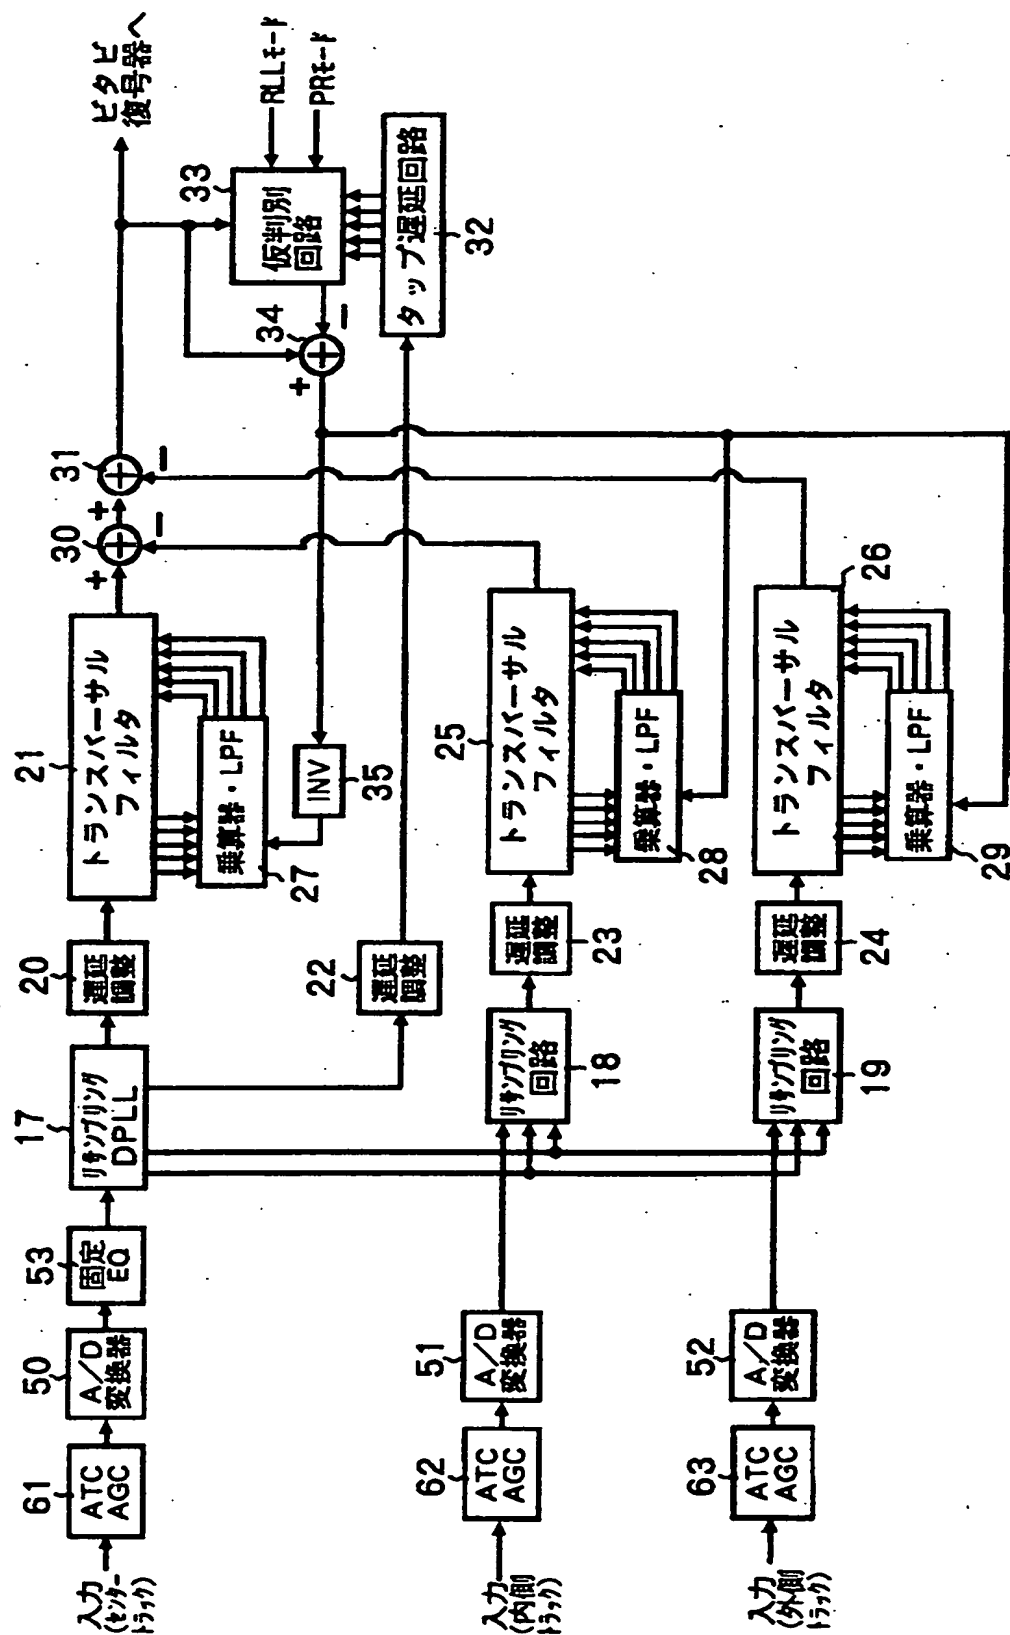 入力
(センター
トラック)
61
ATC
AGC
50
A/D
変換器
53
固定
EQ
17
リサンプリング
DPLL
20
遅延
調整
21
トランスバーサル
フィルタ
乗算器・LPF
27
30
+
−
31
+
−
ビタビ
復号器へ
33
仮判別
回路
RLLモード
PRモード
34
+
−
タップ遅延回路
32
INV
35
22
遅延
調整
入力
(内側
トラック)
62
ATC
AGC
51
A/D
変換器
リサンプリング
回路
18
遅延
調整
23
25
トランスバーサル
フィルタ
乗算器・LPF
28
入力
(外側
トラック)
63
ATC
AGC
52
A/D
変換器
リサンプリング
回路
19
遅延
調整
24
トランスバーサル
フィルタ
26
乗算器・LPF
29